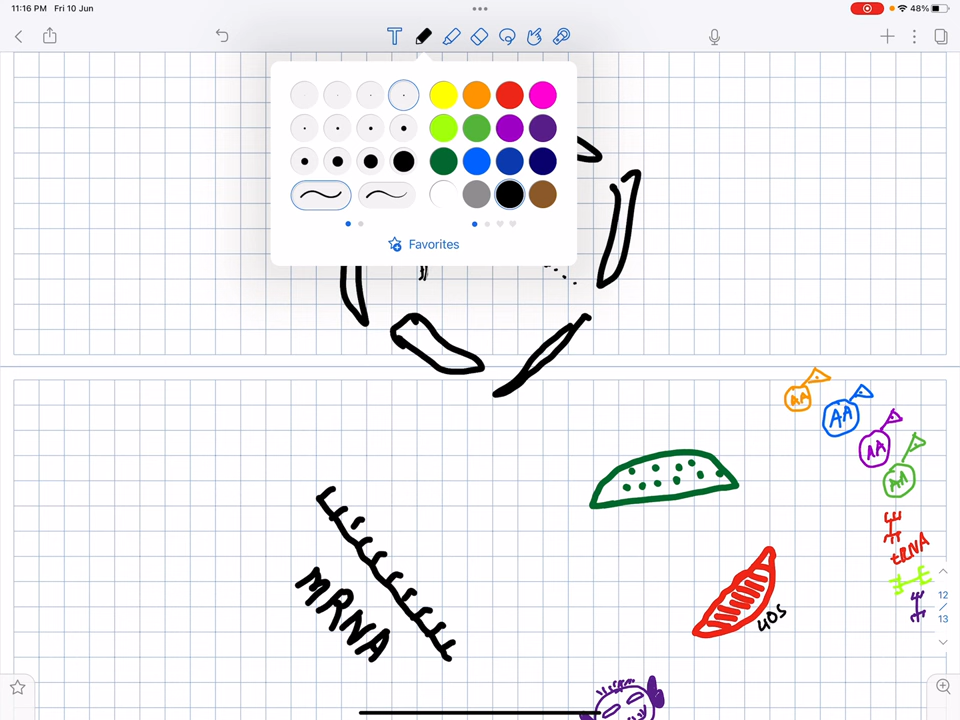 11:16 PM Fri 10 Jun
48%
T
Favorites
AA
AA
AA
AA
tRNA
12
/
13
mRNA
40S